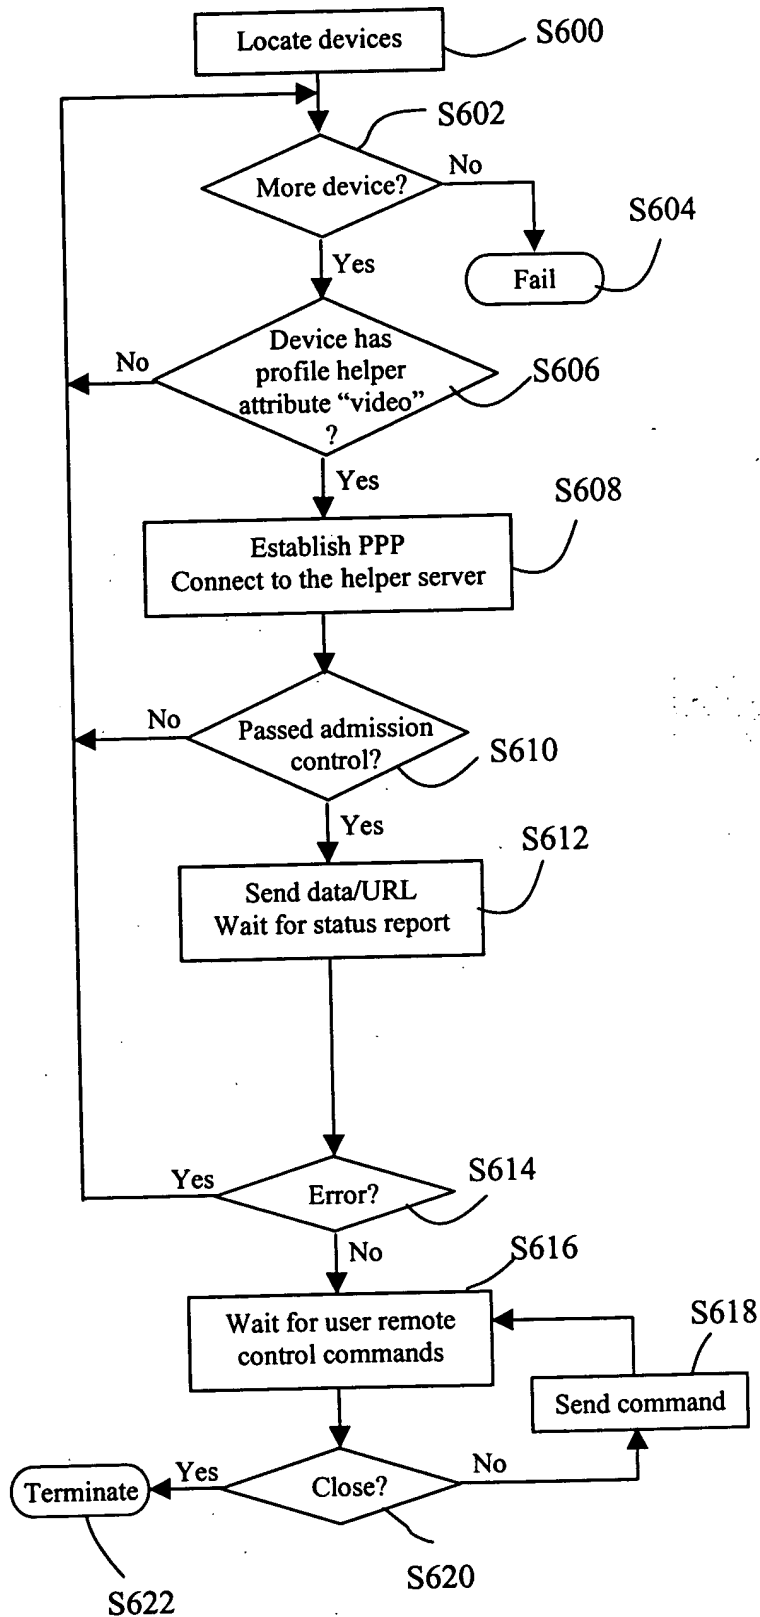 Locate devices
S600
S602
More device?
No
S604
Fail
Yes
Device has
profile helper
attribute “video”
?
No
S606
Yes
S608
Establish PPP
Connect to the helper server
No
Passed admission
control?
S610
Yes
S612
Send data/URL
Wait for status report
Yes
Error?
S614
No
S616
Wait for user remote
control commands
S618
Send command
Close?
Yes
No
Terminate
S620
S622